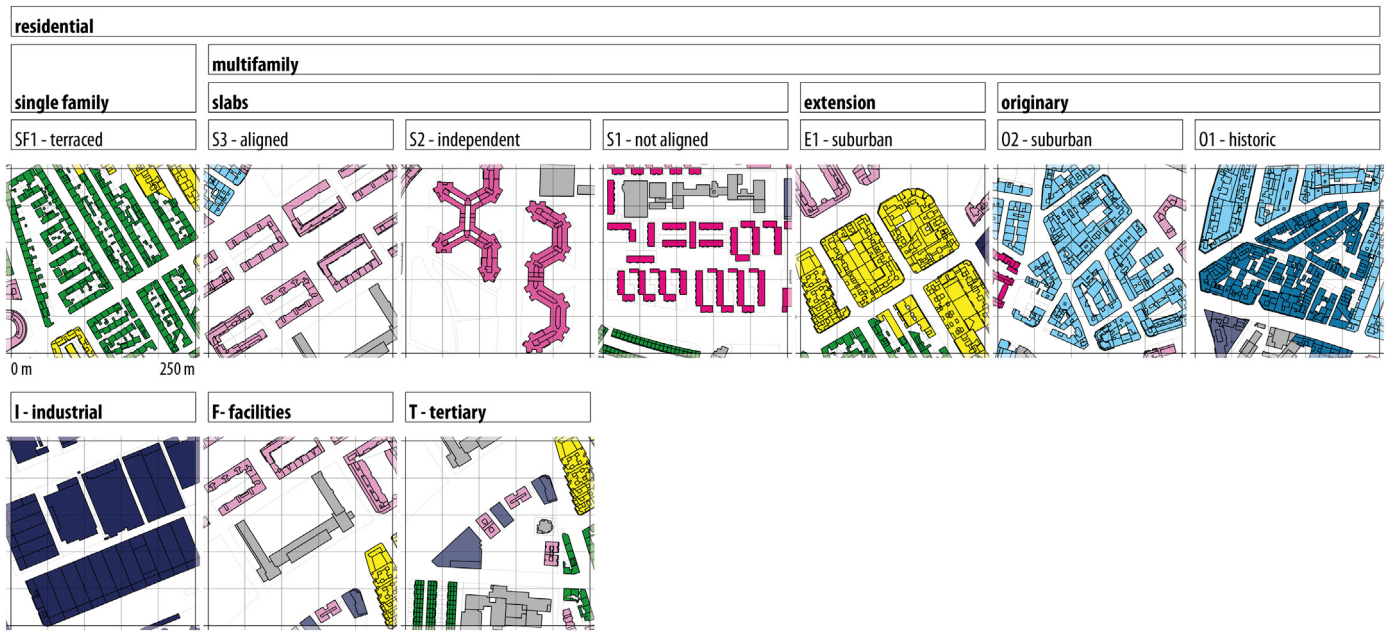 residential
multifamily
single family
slabs
extension
originary
SF1 - terraced
S3 - aligned
S2 - independent
S1 - not aligned
E1 - suburban
O2 - suburban
O1 - historic
0 m
250 m
I - industrial
F- facilities
T - tertiary